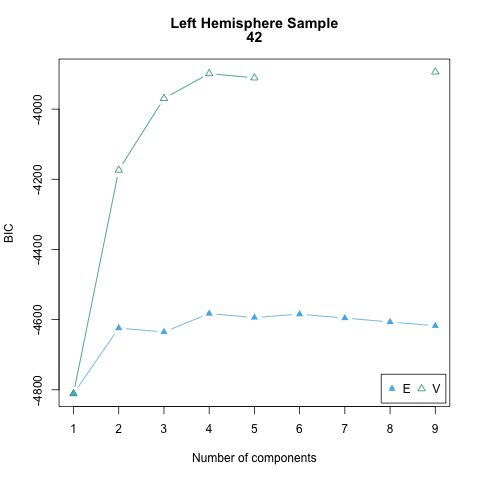 Left Hemisphere Sample
42
BIC
-4000
-4200
-4400
-4600
-4800
E V
1 2 3 4 5 6 7 8 9
Number of components